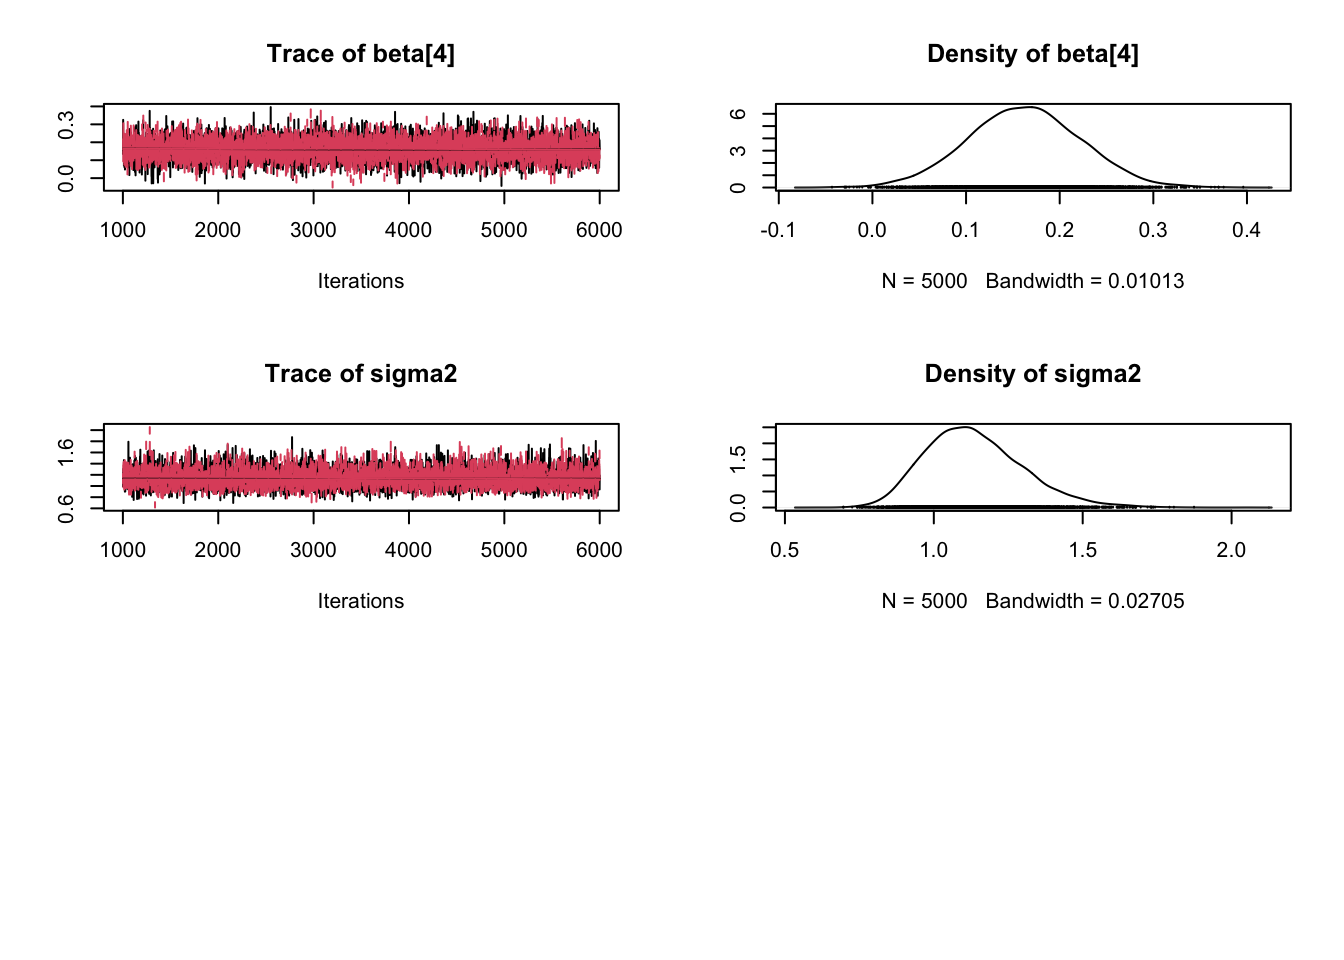 Trace of beta[4]
0.0 0.3
1000 2000 3000 4000 5000 6000
Iterations
Density of beta[4]
0 3 6
-0.1 0.0 0.1 0.2 0.3 0.4
N = 5000 Bandwidth = 0.01013
Trace of sigma2
0.6 1.6
1000 2000 3000 4000 5000 6000
Iterations
Density of sigma2
0.0 1.5
0.5 1.0 1.5 2.0
N = 5000 Bandwidth = 0.02705